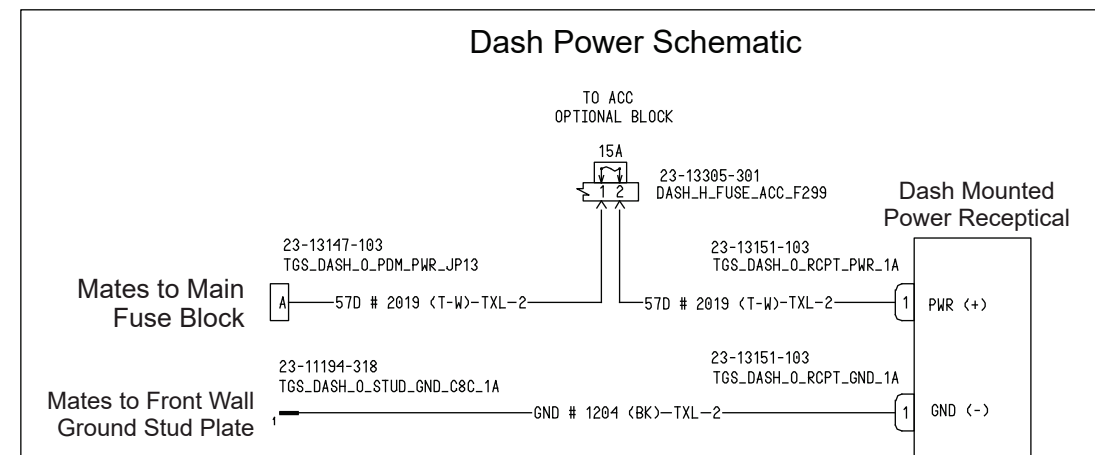 Dash Power Schematic
TO ACC
OPTIONAL BLOCK
15A
1 2
23-13305-301
DASH_H_FUSE_ACC_F299
Dash Mounted
Power Receptical
23-13147-103
TGS_DASH_O_PDM_PWR_JP13
23-13151-103
TGS_DASH_O_RCPT_PWR_1A
Mates to Main
Fuse Block
A
57D # 2019 (T-W)-TXL-2
57D # 2019 (T-W)-TXL-2
1
PWR (+)
23-11194-318
TGS_DASH_O_STUD_GND_C8C_1A
23-13151-103
TGS_DASH_O_RCPT_GND_1A
Mates to Front Wall
Ground Stud Plate
1
GND # 1204 (BK)-TXL-2
1
GND (-)